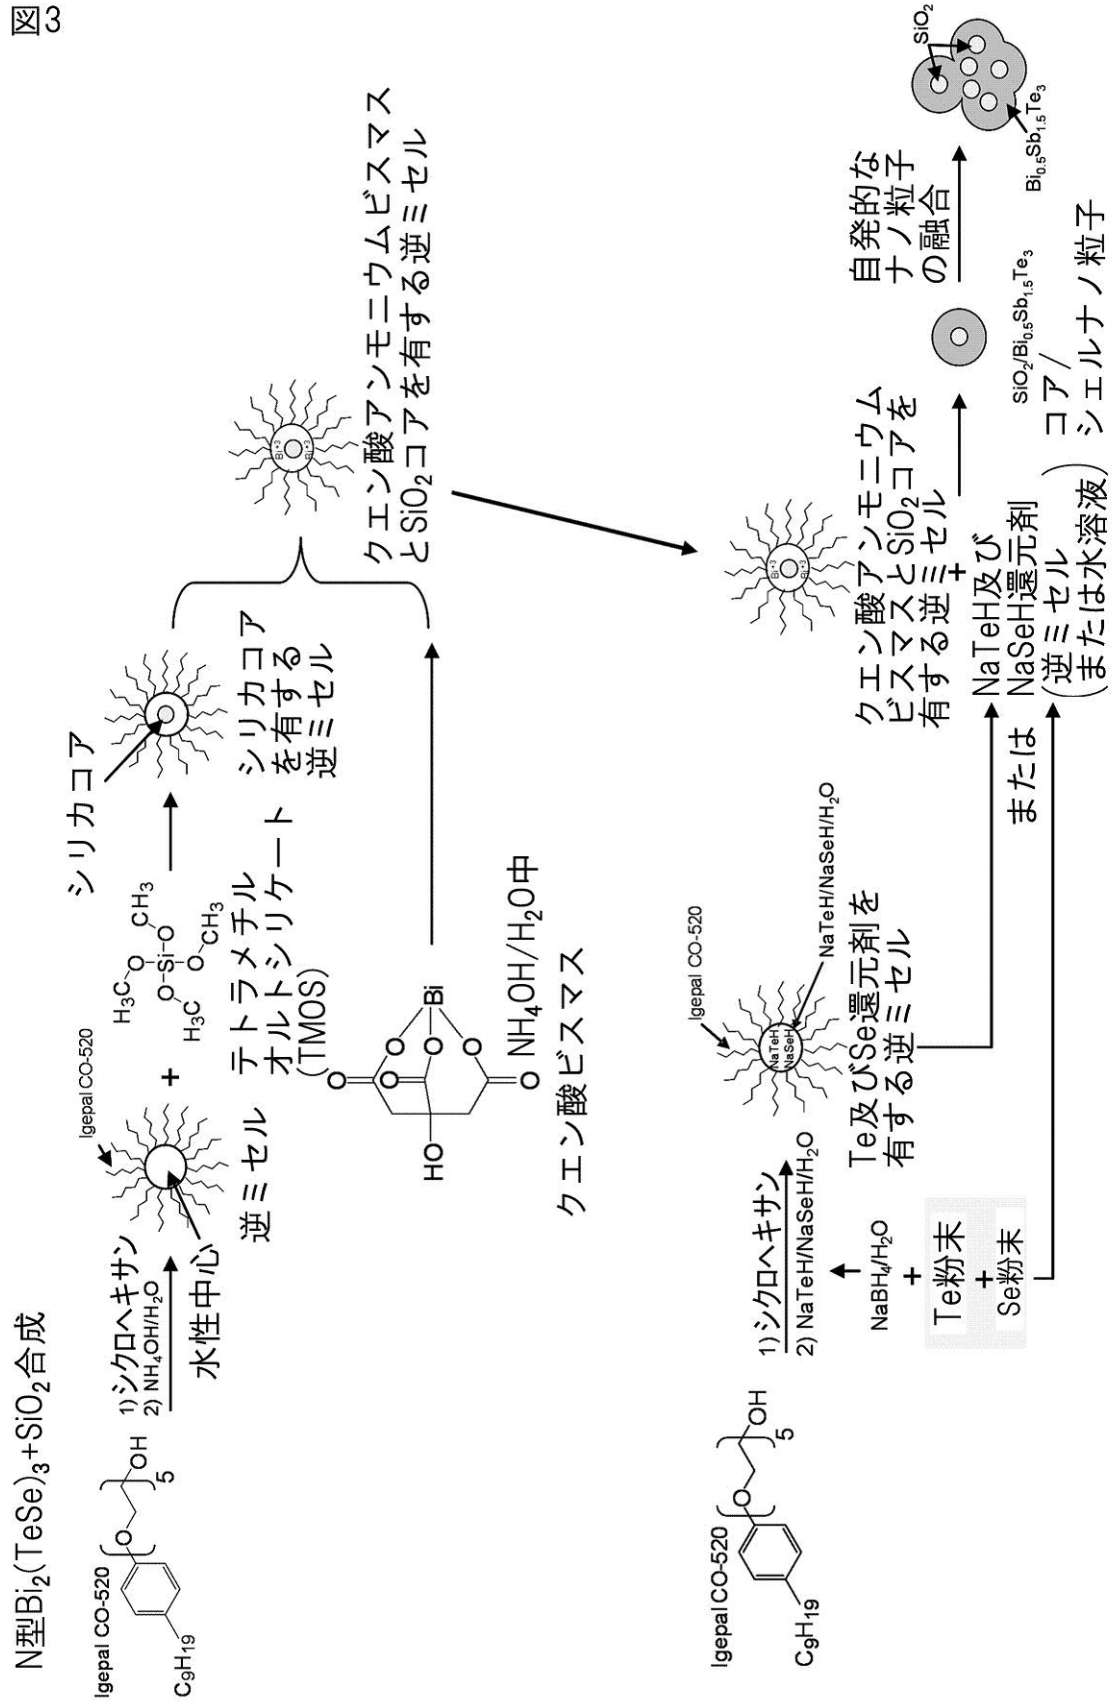 図3
N型Bi₂(TeSe)₃+SiO₂合成
Igepal CO-520
C₉H₁₉
O
O
OH
5
1)シクロヘキサン
2) NH₄OH/H₂O
水性中心
Igepal CO-520
逆ミセル
+
H₃C
O
CH₃
O
Si
O
O
H₃C
CH₃
テトラメチル
オルトシリケート
(TMOS)
シリカコア
シリカコア
を有する
逆ミセル
HO
O
O
O
O
O
O
Bi
NH₄OH/H₂O中
クエン酸ビスマス
Bi⁺³
Bi⁺³
クエン酸アンモニウムビスマス
とSiO₂コアを有する逆ミセル
Igepal CO-520
C₉H₁₉
O
O
OH
5
1)シクロヘキサン
2) NaTeH/NaSeH/H₂O
NaBH₄/H₂O
+
Te粉末
+
Se粉末
Igepal CO-520
NaTeH
NaSeH
NaTeH/NaSeH/H₂O
Te及びSe還元剤を
有する逆ミセル
または
Bi⁺³
Bi⁺³
クエン酸アンモニウム
ビスマスとSiO₂コアを
有する逆ミセル
+
NaTeH及び
NaSeH還元剤
(逆ミセル
または水溶液)
SiO₂/Bi₀.₅Sb₁.₅Te₃
コア/
シェルナノ粒子
自発的な
ナノ粒子
の融合
SiO₂
Bi₀.₅Sb₁.₅Te₃